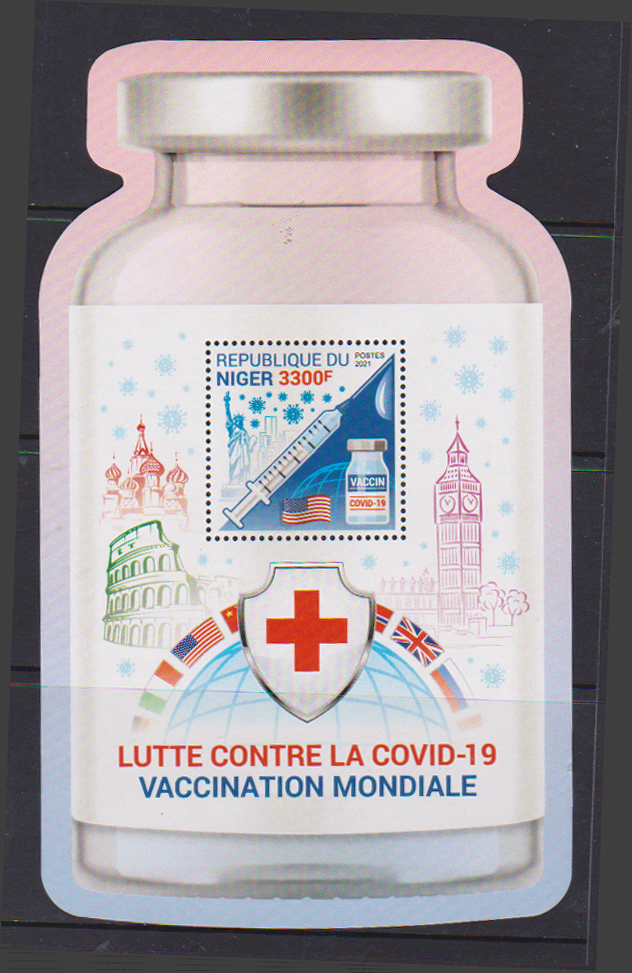 REPUBLIQUE DU POSTES
NIGER 3300F 2021
VACCIN
COVID-19
LUTTE CONTRE LA COVID-19
VACCINATION MONDIALE